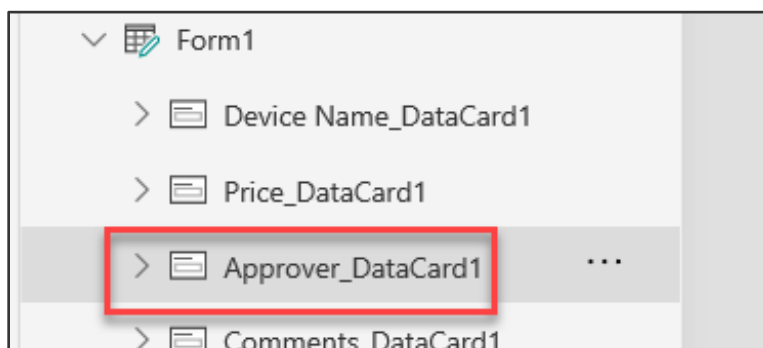 Form1
Device Name_DataCard1
Price_DataCard1
Approver_DataCard1
Comments_DataCard1